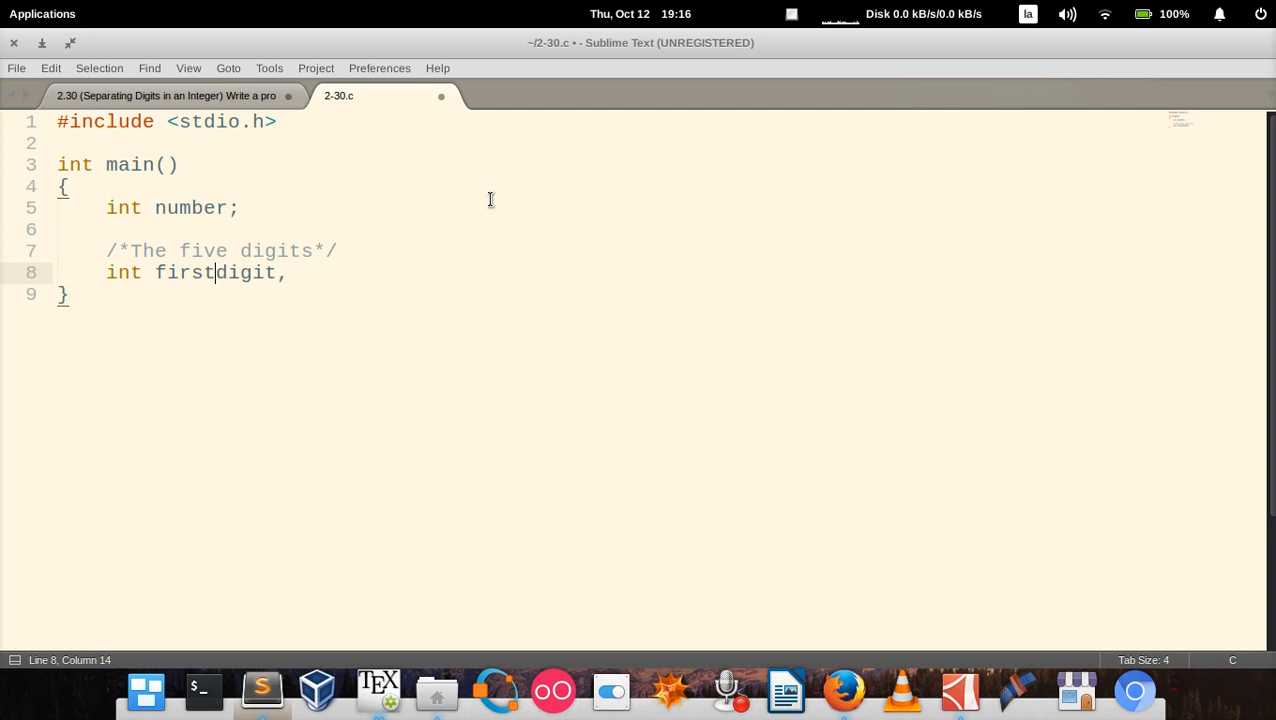 Applications Thu, Oct 12 19:16 Disk 0.0 kB/s/0.0 kB/s la 100%
~/2-30.c • - Sublime Text (UNREGISTERED)
File Edit Selection Find View Goto Tools Project Preferences Help
2.30 (Separating Digits in an Integer) Write a pro 2-30.c
1 #include <stdio.h>
2
3 int main()
4 {
5 int number;
6
7 /*The five digits*/
8 int firstdigit,
9 }
Line 8, Column 14 Tab Size: 4 C
TEX